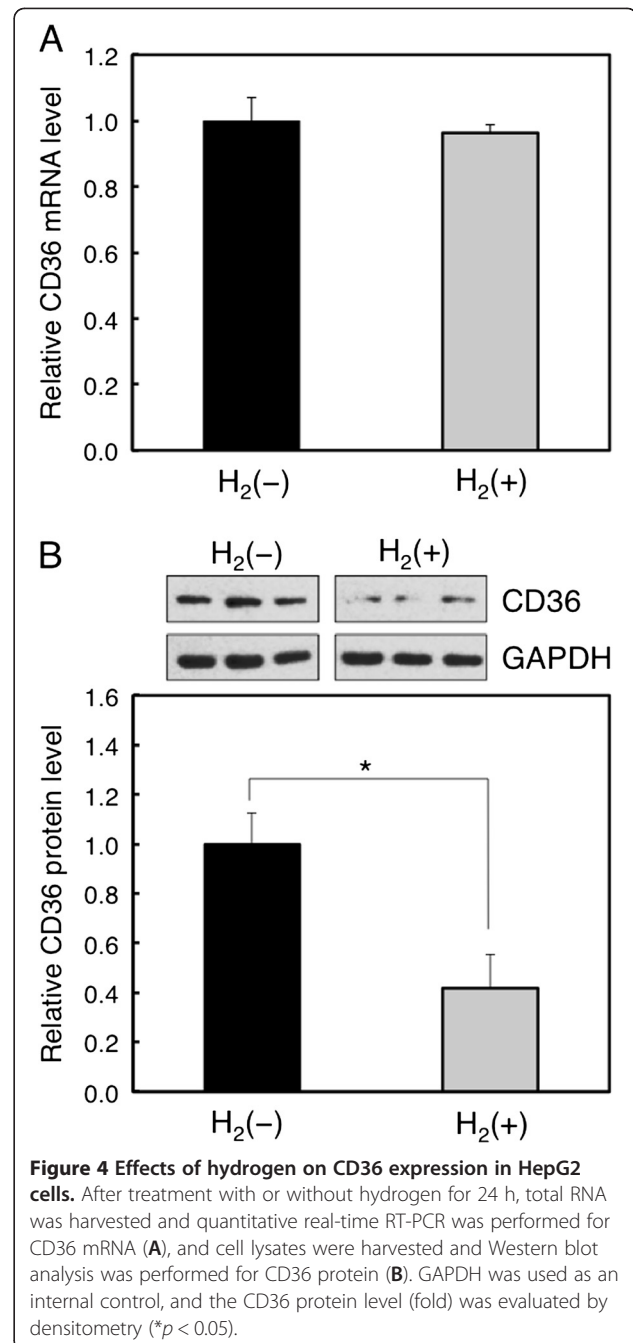 A
Relative CD36 mRNA level
1.2
1.0
0.8
0.6
0.4
0.2
0.0
H₂(−)
H₂(+)
B
H₂(−)
H₂(+)
CD36
GAPDH
Relative CD36 protein level
1.6
1.4
1.2
1.0
0.8
0.6
0.4
0.2
0.0
*
H₂(−)
H₂(+)
Figure 4 Effects of hydrogen on CD36 expression in HepG2
cells. After treatment with or without hydrogen for 24 h, total RNA
was harvested and quantitative real-time RT-PCR was performed for
CD36 mRNA (A), and cell lysates were harvested and Western blot
analysis was performed for CD36 protein (B). GAPDH was used as an
internal control, and the CD36 protein level (fold) was evaluated by
densitometry (*p < 0.05).